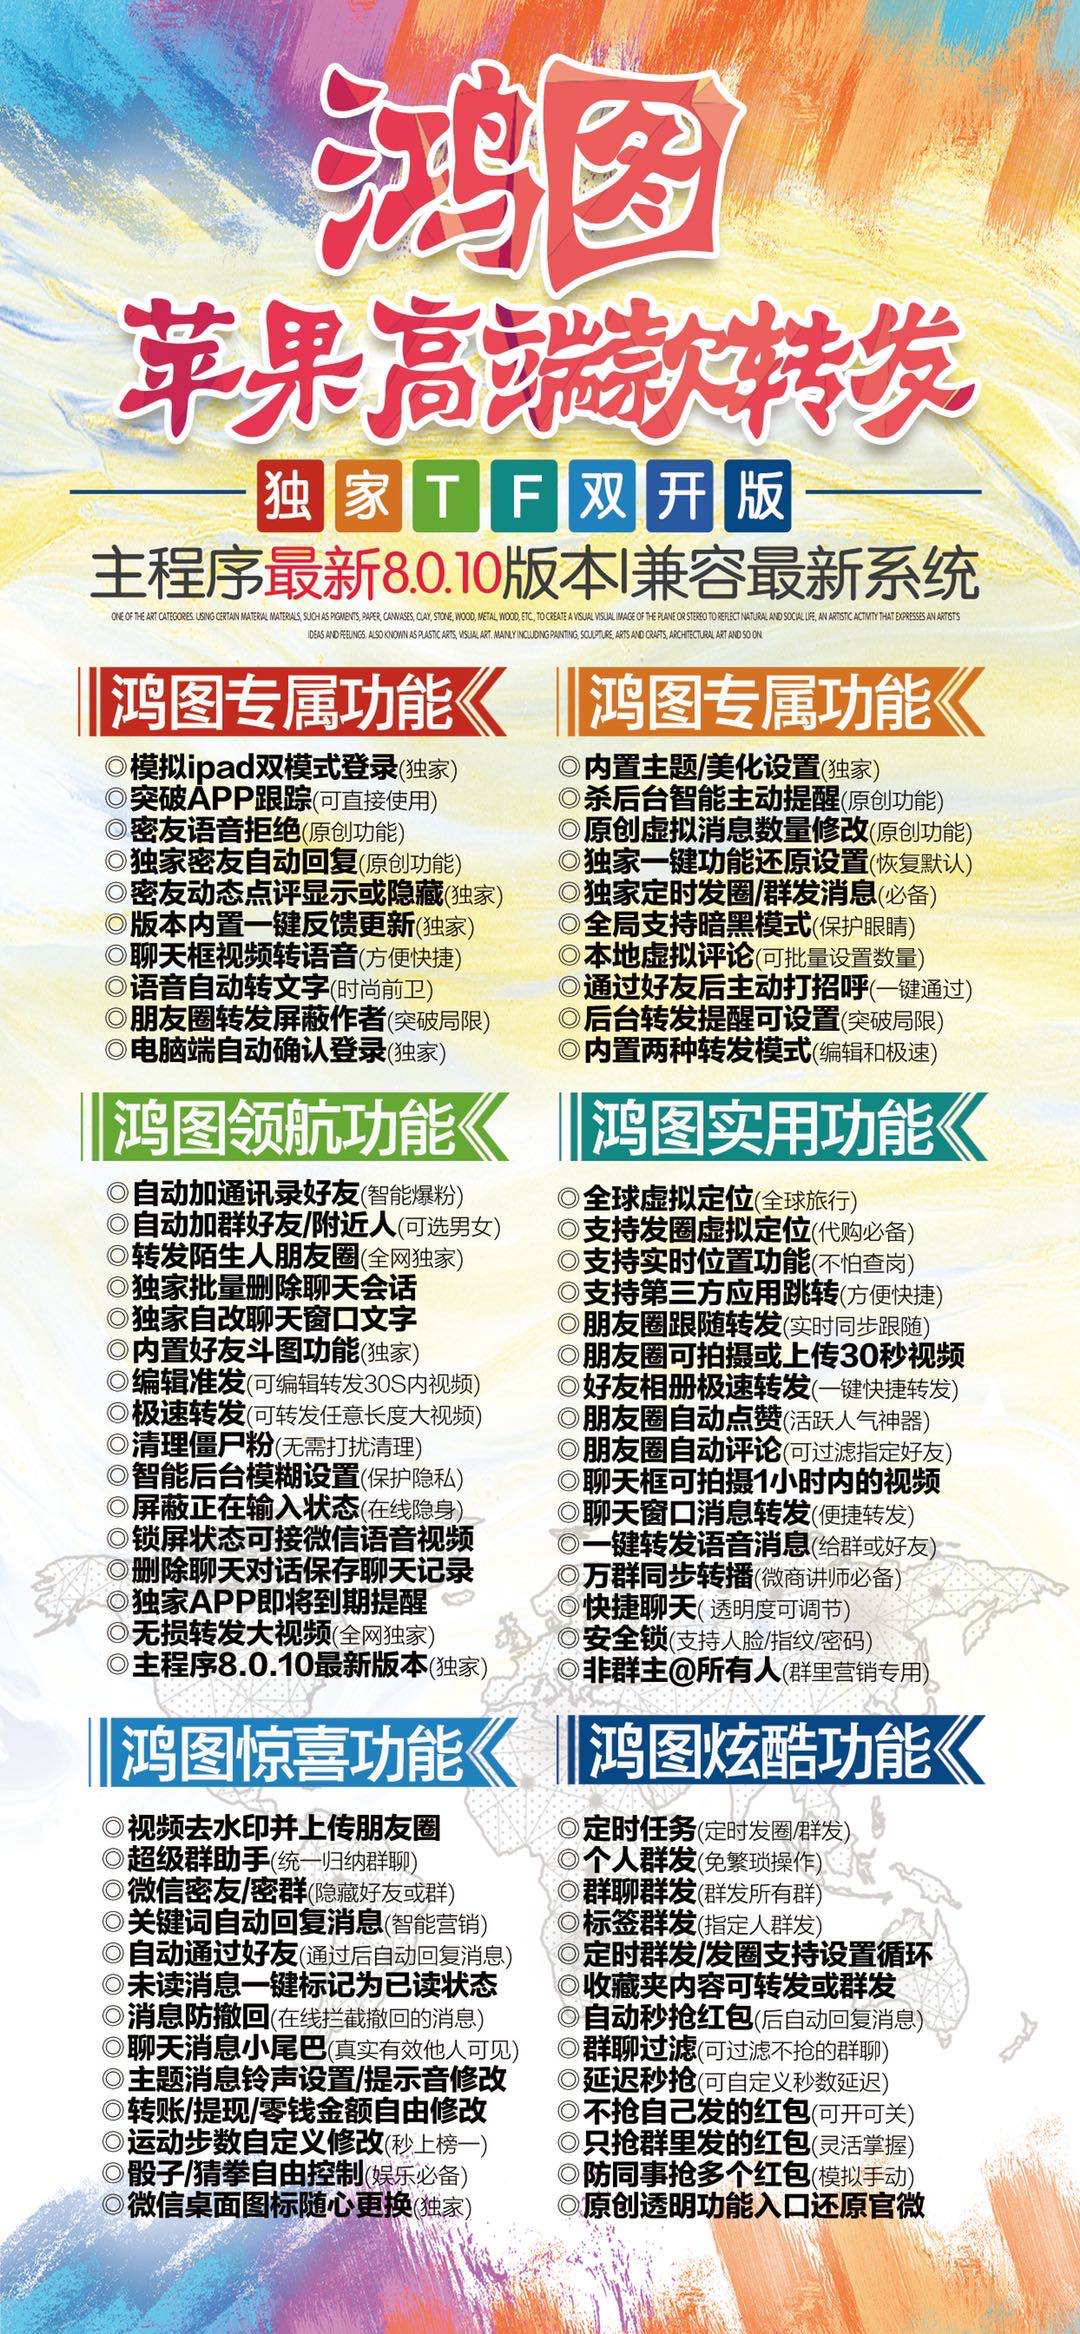 鸿图
苹果高端款转发
独家TF双开版
主程序最新8.0.10版本|兼容最新系统
ONE OF THE ART CATEGORIES. USING CERTAIN MATERIAL MATERIALS, SUCH AS PIGMENTS, PAPER, CANVASES, CLAY, STONE, WOOD, METAL, WOOD, ETC., TO CREATE A VISUAL VISUAL IMAGE OF THE PLANE OR STEREO TO REFLECT NATURAL AND SOCIAL LIFE, AN ARTISTIC ACTIVITY THAT EXPRESSES AN ARTIST'S
IDEAS AND FEELINGS. ALSO KNOWN AS PLASTIC ARTS, VISUAL ART. MAINLY INCLUDING PAINTING, SCULPTURE, ARTS AND CRAFTS, ARCHITECTURAL ART AND SO ON.
鸿图专属功能
◎模拟ipad双模式登录(独家)
◎突破APP跟踪(可直接使用)
◎密友语音拒绝(原创功能)
◎独家密友自动回复(原创功能)
◎密友动态点评显示或隐藏(独家)
◎版本内置一键反馈更新(独家)
◎聊天框视频转语音(方便快捷)
◎语音自动转文字(时尚前卫)
◎朋友圈转发屏蔽作者(突破局限)
◎电脑端自动确认登录(独家)
鸿图专属功能
◎内置主题/美化设置(独家)
◎杀后台智能主动提醒(原创功能)
◎原创虚拟消息数量修改(原创功能)
◎独家一键功能还原设置(恢复默认)
◎独家定时发圈/群发消息(必备)
◎全局支持暗黑模式(保护眼睛)
◎本地虚拟评论(可批量设置数量)
◎通过好友后主动打招呼(一键通过)
◎后台转发提醒可设置(突破局限)
◎内置两种转发模式(编辑和极速)
鸿图领航功能
◎自动加通讯录好友(智能爆粉)
◎自动加群好友/附近人(可选男女)
◎转发陌生人朋友圈(全网独家)
◎独家批量删除聊天会话
◎独家自改聊天窗口文字
◎内置好友斗图功能(独家)
◎编辑准发(可编辑转发30S内视频)
◎极速转发(可转发任意长度大视频)
◎清理僵尸粉(无需打扰清理)
◎智能后台模糊设置(保护隐私)
◎屏蔽正在输入状态(在线隐身)
◎锁屏状态可接微信语音视频
◎删除聊天对话保存聊天记录
◎独家APP即将到期提醒
◎无损转发大视频(全网独家)
◎主程序8.0.10最新版本(独家)
鸿图实用功能
◎全球虚拟定位(全球旅行)
◎支持发圈虚拟定位(代购必备)
◎支持实时位置功能(不怕查岗)
◎支持第三方应用跳转(方便快捷)
◎朋友圈跟随转发(实时同步跟随)
◎朋友圈可拍摄或上传30秒视频
◎好友相册极速转发(一键快捷转发)
◎朋友圈自动点赞(活跃人气神器)
◎朋友圈自动评论(可过滤指定好友)
◎聊天框可拍摄1小时内的视频
◎聊天窗口消息转发(便捷转发)
◎一键转发语音消息(给群或好友)
◎万群同步转播(微商讲师必备)
◎快捷聊天( 透明度可调节)
◎安全锁(支持人脸/指纹/密码)
◎非群主@所有人(群里营销专用)
鸿图惊喜功能
◎视频去水印并上传朋友圈
◎超级群助手(统一归纳群聊)
◎微信密友/密群(隐藏好友或群)
◎关键词自动回复消息(智能营销)
◎自动通过好友(通过后自动回复消息)
◎未读消息一键标记为已读状态
◎消息防撤回(在线拦截撤回的消息)
◎聊天消息小尾巴(真实有效他人可见)
◎主题消息铃声设置/提示音修改
◎转账/提现/零钱金额自由修改
◎运动步数自定义修改(秒上榜一)
◎骰子/猜拳自由控制(娱乐必备)
◎微信桌面图标随心更换(独家)
鸿图炫酷功能
◎定时任务(定时发圈/群发)
◎个人群发(免繁琐操作)
◎群聊群发(群发所有群)
◎标签群发(指定人群发)
◎定时群发/发圈支持设置循环
◎收藏夹内容可转发或群发
◎自动秒抢红包(后自动回复消息)
◎群聊过滤(可过滤不抢的群聊)
◎延迟秒抢(可自定义秒数延迟)
◎不抢自己发的红包(可开可关)
◎只抢群里发的红包(灵活掌握)
◎防同事抢多个红包(模拟手动)
◎原创透明功能入口还原官微